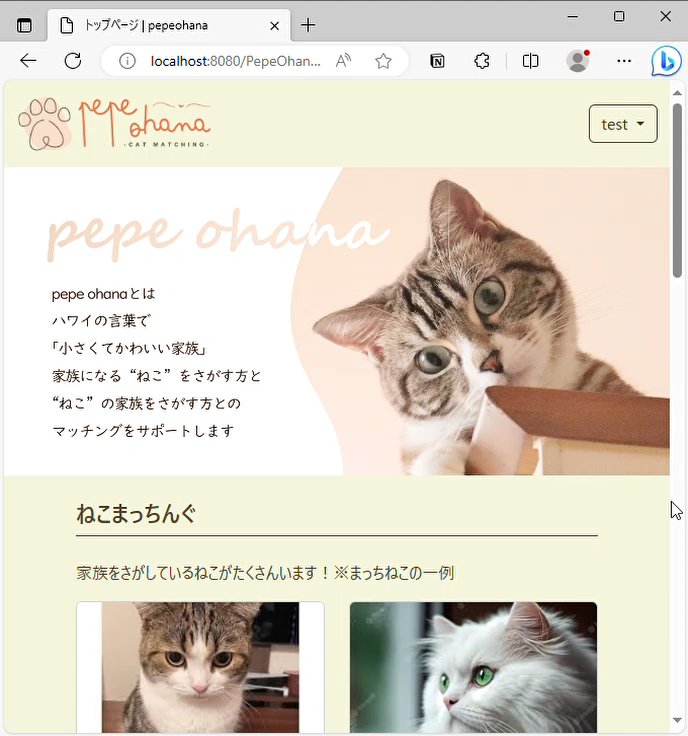 トップページ | pepeohana
localhost:8080/PepeOhan...
pepe ohana
-CAT MATCHING-
test
pepe ohana
pepe ohanaとは
ハワイの言葉で
「小さくてかわいい家族」
家族になる“ねこ”をさがす方と
“ねこ”の家族をさがす方との
マッチングをサポートします
ねこまっちんぐ
家族をさがしているねこがたくさんいます！※まっちねこの一例